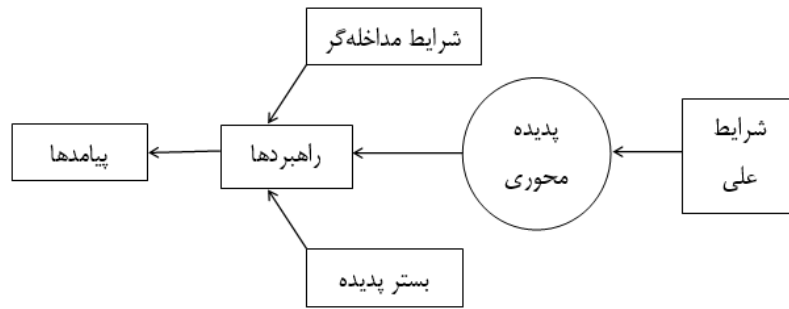 شرایط مداخله‌گر
شرایط
علی
پدیده
محوری
راهبردها
پیامدها
بستر پدیده